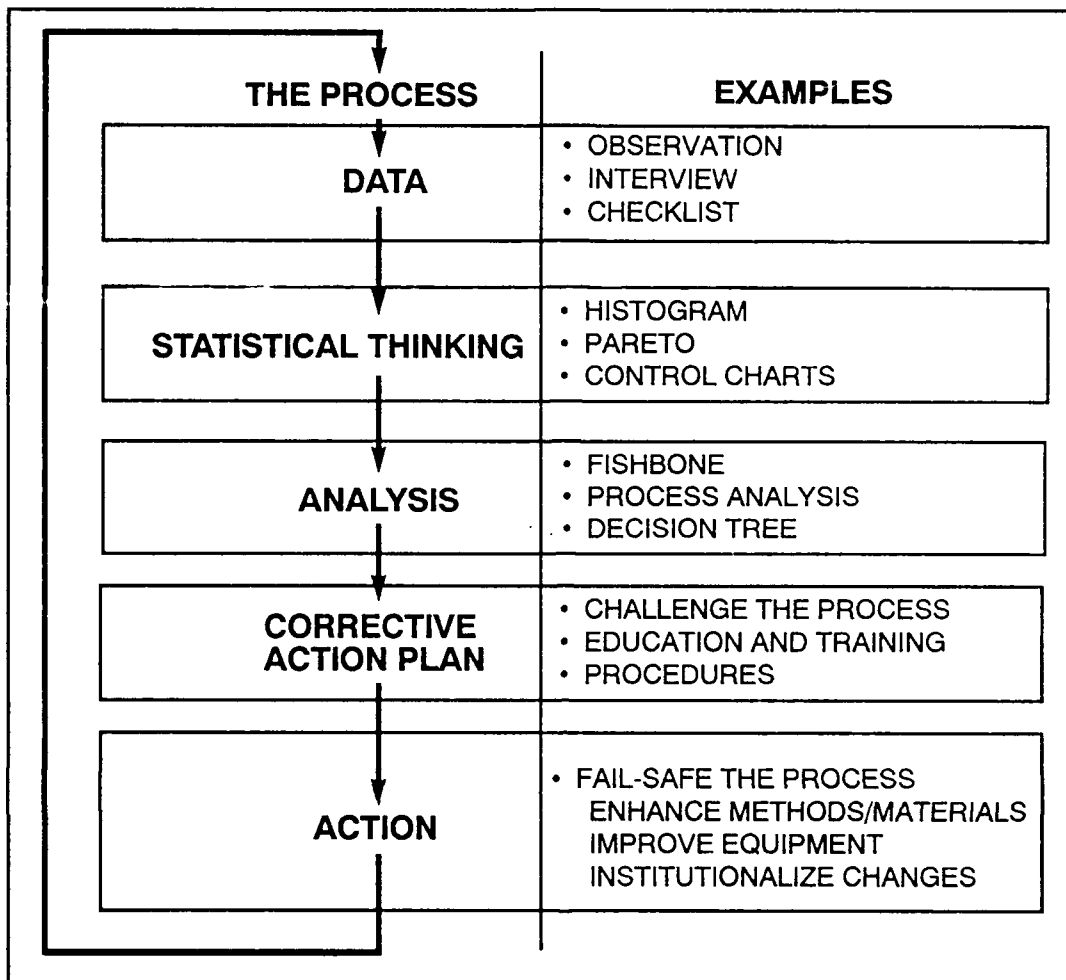 THE PROCESS
EXAMPLES
DATA
• OBSERVATION
• INTERVIEW
• CHECKLIST
STATISTICAL THINKING
• HISTOGRAM
• PARETO
• CONTROL CHARTS
ANALYSIS
• FISHBONE
• PROCESS ANALYSIS
• DECISION TREE
CORRECTIVE
ACTION PLAN
• CHALLENGE THE PROCESS
• EDUCATION AND TRAINING
• PROCEDURES
ACTION
• FAIL-SAFE THE PROCESS
ENHANCE METHODS/MATERIALS
IMPROVE EQUIPMENT
INSTITUTIONALIZE CHANGES